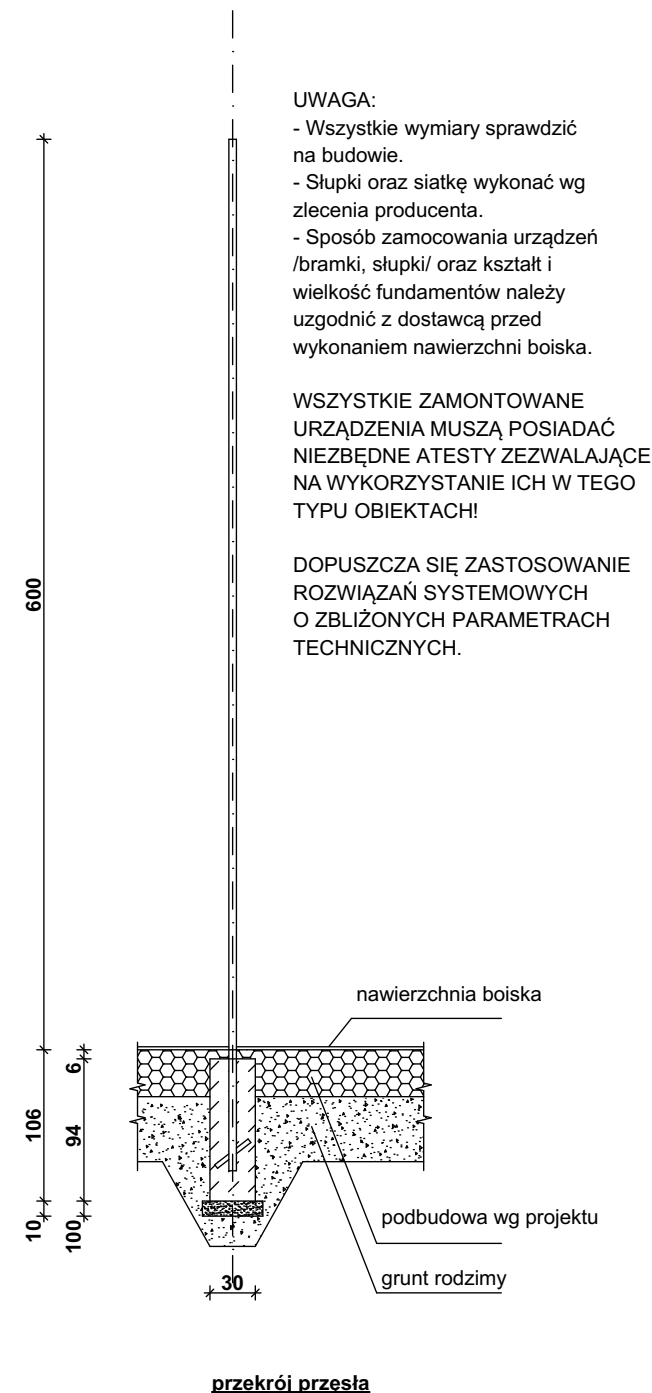 UWAGA:
- Wszystkie wymiary sprawdzić
na budowie.
- Słupki oraz siatkę wykonać wg
zlecenia producenta.
- Sposób zamocowania urządzeń
/bramki, słupki/ oraz kształt i
wielkość fundamentów należy
uzgodnić z dostawcą przed
wykonaniem nawierzchni boiska.
WSZYSTKIE ZAMONTOWANE
URZĄDZENIA MUSZĄ POSIADAĆ
NIEZBĘDNE ATESTY ZEZWALAJĄCE
NA WYKORZYSTANIE ICH W TEGO
TYPU OBIEKTACH!
DOPUSZCZA SIĘ ZASTOSOWANIE
ROZWIĄZAŃ SYSTEMOWYCH
O ZBLIŻONYCH PARAMETRACH
TECHNICZNYCH.
600
nawierzchnia boiska
6
106
94
10
100
podbudowa wg projektu
grunt rodzimy
30
przekrój przęsła